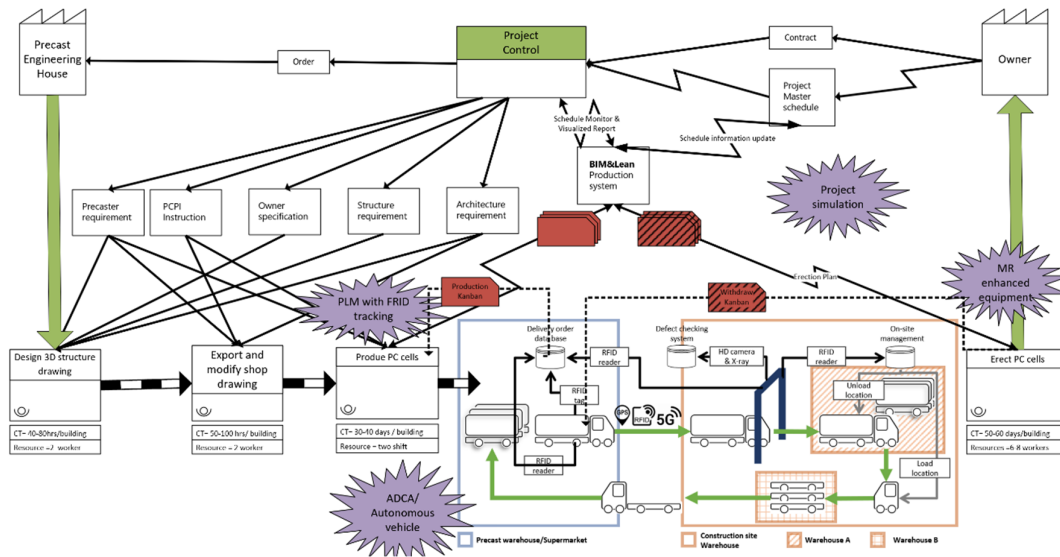 Precast
Engineering
House
Order
Project
Control
Contract
Owner
Project
Master
schedule
Schedule Monitor &
Visualized Report
Schedule information update
BIM&Lean
Production
system
Project
simulation
Precaster
requirement
PCPI
Instruction
Owner
specification
Structure
requirement
Architecture
requirement
PLM with FRID
tracking
Production
Kanban
Withdraw
Kanban
Erection Plan
MR
enhanced
equipment
Design 3D structure
drawing
CT= 40-80hrs/building
Resource =2 worker
Export and
modify shop
drawing
CT= 50-100 hrs/ building
Resource = 2 worker
Produe PC cells
CT= 30-40 days / building
Resource = two shift
Delivery order
data base
RFID
reader
RFID
tag
RFID
reader
GPS
RFID
5G
Defect checking
system
HD camera
& X-ray
RFID
reader
On-site
management
Unload
location
Load
location
Erect PC cells
CT= 50-60 days/building
Resources =6-8 workers
ADCA/
Autonomous
vehicle
Precast warehouse/Supermarket
Construction site
Warehouse
Warehouse A
Warehouse B